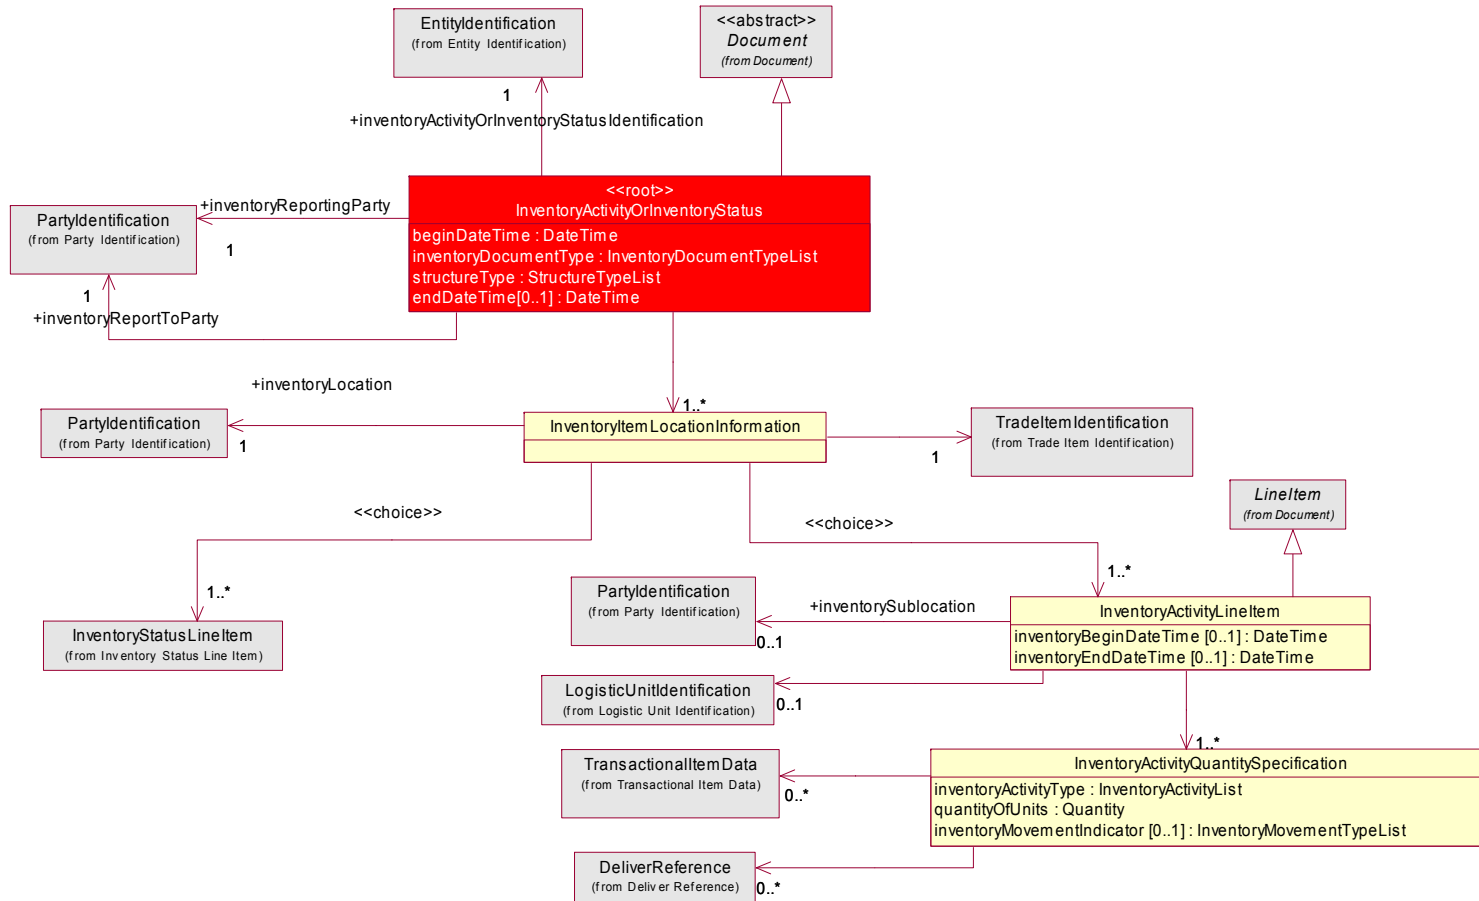 EntityIdentification
(from Entity Identification)
<<abstract>>
Document
(from Document)
1
+inventoryActivityOrInventoryStatusIdentification
<<root>>
InventoryActivityOrInventoryStatus
beginDateTime : DateTime
inventoryDocumentType : InventoryDocumentTypeList
structureType : StructureTypeList
endDateTime[0..1] : DateTime
+inventoryReportingParty
PartyIdentification
(from Party Identification)
1
1
+inventoryReportToParty
+inventoryLocation
1..*
PartyIdentification
(from Party Identification)
1
InventoryItemLocationInformation
TradeItemIdentification
(from Trade Item Identification)
1
<<choice>>
<<choice>>
LineItem
(from Document)
1..*
1..*
InventoryStatusLineItem
(from Inventory Status Line Item)
PartyIdentification
(from Party Identification)
+inventorySublocation
0..1
InventoryActivityLineItem
inventoryBeginDateTime [0..1] : DateTime
inventoryEndDateTime [0..1] : DateTime
LogisticUnitIdentification
(from Logistic Unit Identification)
0..1
1..*
TransactionalItemData
(from Transactional Item Data)
0..*
InventoryActivityQuantitySpecification
inventoryActivityType : InventoryActivityList
quantityOfUnits : Quantity
inventoryMovementIndicator [0..1] : InventoryMovementTypeList
DeliverReference
(from Deliver Reference)
0..*